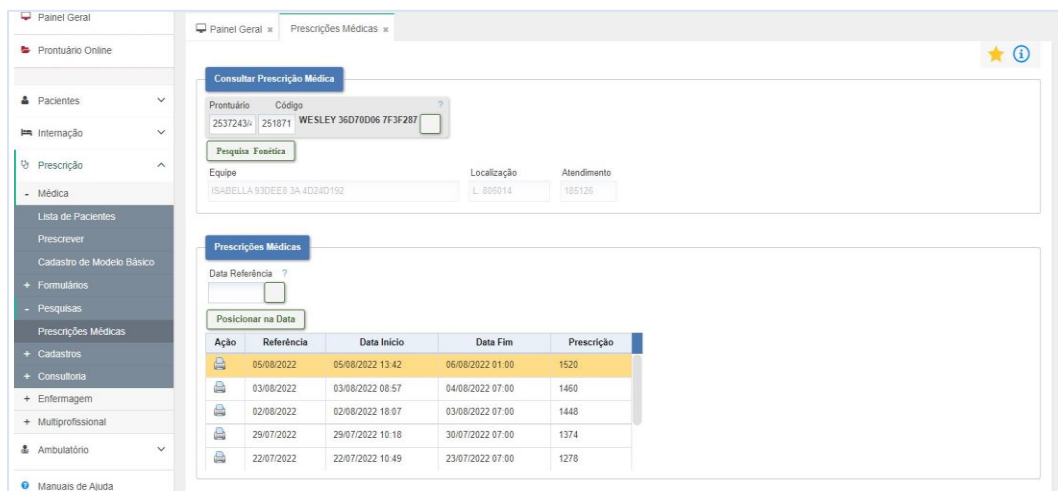 Painel Geral
Prontuário Online
Pacientes
Internação
Prescrição
- Médica
Lista de Pacientes
Prescrever
Cadastro de Modelo Básico
+ Formulários
- Pesquisas
Prescrições Médicas
+ Cadastros
+ Consultoria
+ Enfermagem
+ Multiprofissional
Ambulatório
Manuais de Ajuda
Painel Geral x Prescrições Médicas x
Consultar Prescrição Médica
Prontuário Código ?
2537243/ 251871 WESLEY 36D70D06 7F3F287
Pesquisa Fonética
Equipe Localização Atendimento
ISABELLA 93DEE8 3A 4D24D192 L: 806014 185126
Prescrições Médicas
Data Referência ?
Posicionar na Data
Ação Referência Data Início Data Fim Prescrição
05/08/2022 05/08/2022 13:42 06/08/2022 01:00 1520
03/08/2022 03/08/2022 08:57 04/08/2022 07:00 1460
02/08/2022 02/08/2022 18:07 03/08/2022 07:00 1448
29/07/2022 29/07/2022 10:18 30/07/2022 07:00 1374
22/07/2022 22/07/2022 10:49 23/07/2022 07:00 1278